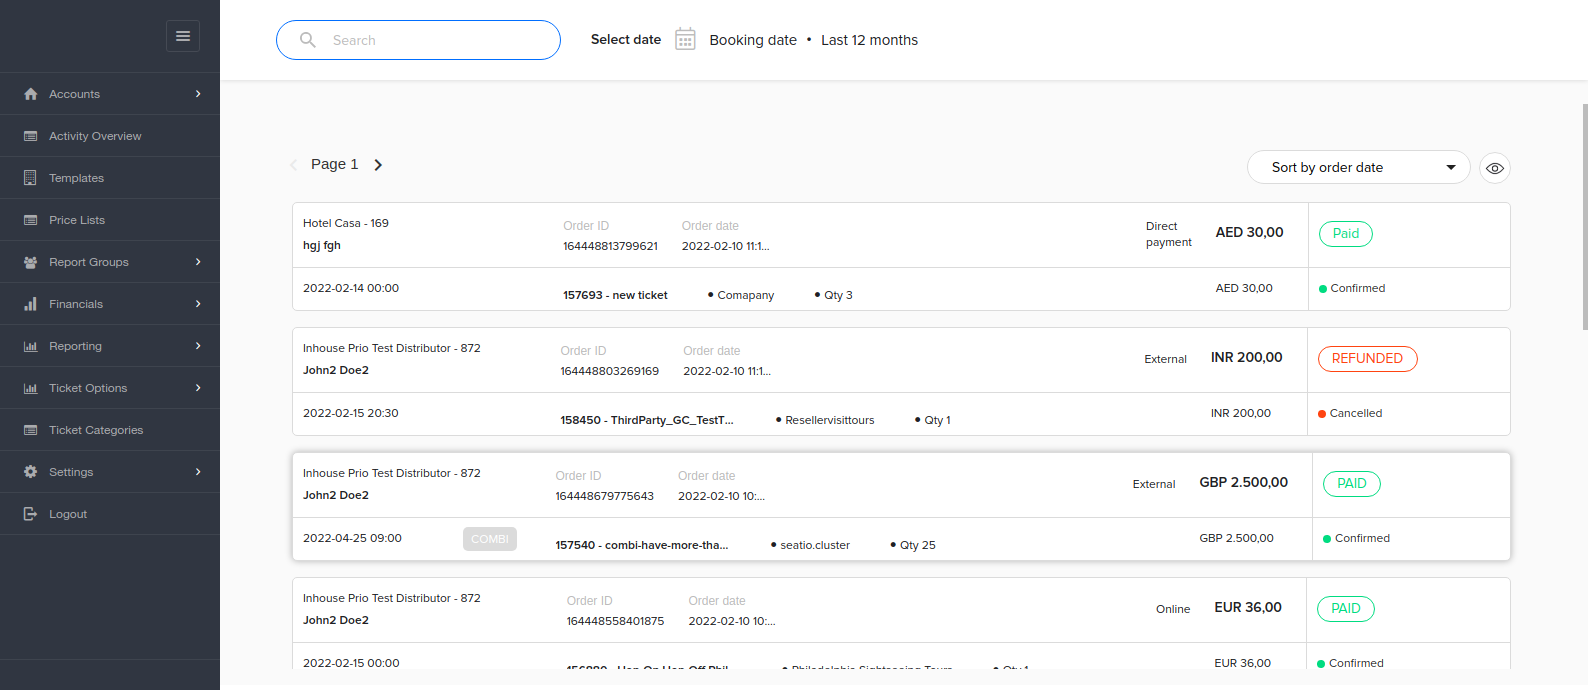 Search
Select date Booking date • Last 12 months
Accounts
Activity Overview
Templates
Price Lists
Report Groups
Financials
Reporting
Ticket Options
Ticket Categories
Settings
Logout
Page 1
Sort by order date
Hotel Casa - 169 Order ID Order date Direct payment AED 30,00 Paid
hgj fgh 164448813799621 2022-02-10 11:1...
2022-02-14 00:00 157693 - new ticket • Comapany • Qty 3 AED 30,00 Confirmed
Inhouse Prio Test Distributor - 872 Order ID Order date External INR 200,00 REFUNDED
John2 Doe2 164448803269169 2022-02-10 11:1...
2022-02-15 20:30 158450 - ThirdParty_GC_TestT... • Resellervisittours • Qty 1 INR 200,00 Cancelled
Inhouse Prio Test Distributor - 872 Order ID Order date External GBP 2.500,00 PAID
John2 Doe2 164448679775643 2022-02-10 10:...
2022-04-25 09:00 COMBI 157540 - combi-have-more-tha... • seatio.cluster • Qty 25 GBP 2.500,00 Confirmed
Inhouse Prio Test Distributor - 872 Order ID Order date Online EUR 36,00 PAID
John2 Doe2 164448558401875 2022-02-10 10:...
2022-02-15 00:00 • Philadelphia Sightseeing Tours • Qty 1 EUR 36,00 Confirmed